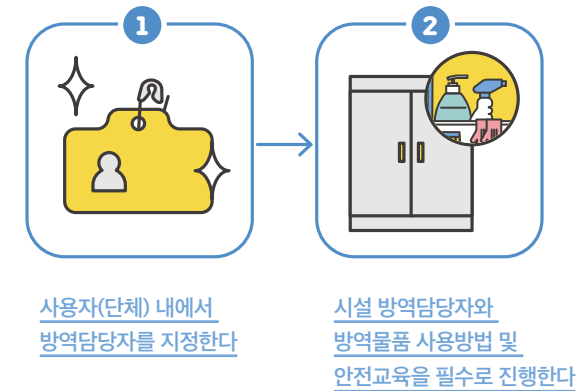 1
2
사용자(단체) 내에서
방역담당자를 지정한다
시설 방역담당자와
방역물품 사용방법 및
안전교육을 필수로 진행한다